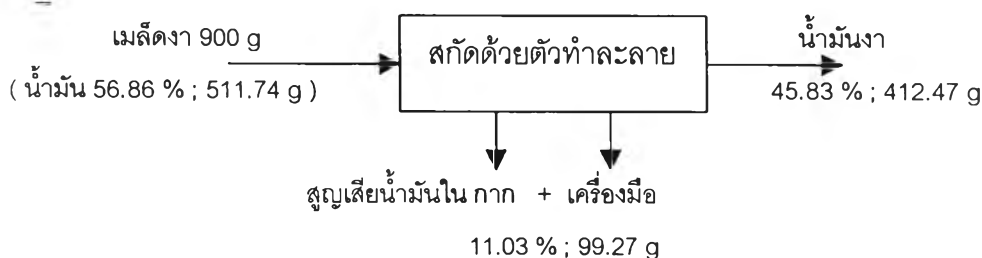 เมล็ดงา 900 g
( น้ำมัน 56.86 % ; 511.74 g )
สกัดด้วยตัวทำละลาย
น้ำมันงา
45.83 % ; 412.47 g
สูญเสียน้ำมันใน กาก + เครื่องมือ
11.03 % ; 99.27 g